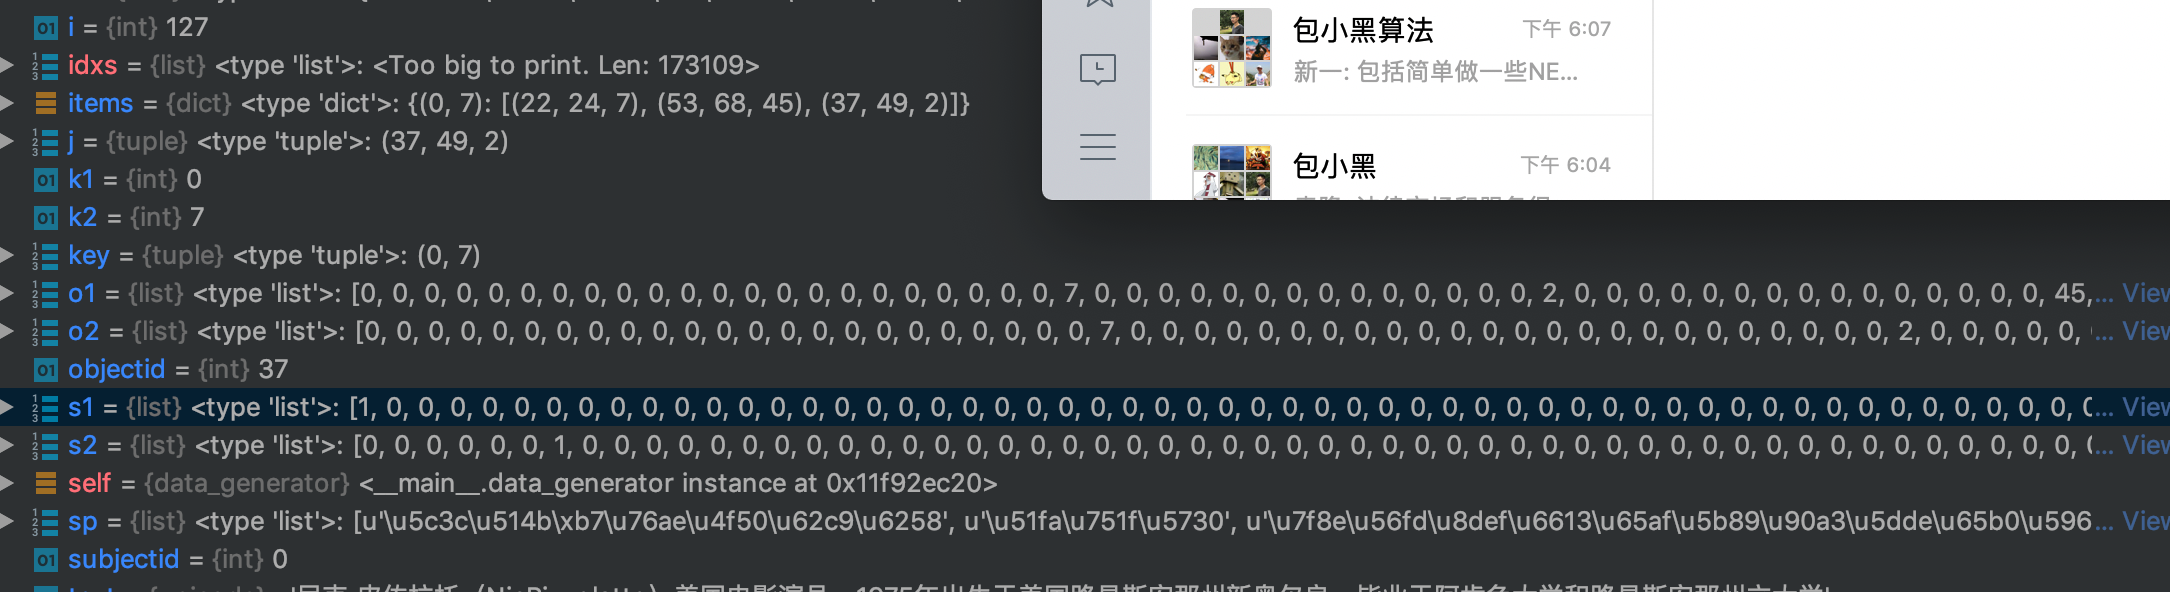 i = {int} 127
idxs = {list} <type 'list'>: <Too big to print. Len: 173109>
items = {dict} <type 'dict'>: {(0, 7): [(22, 24, 7), (53, 68, 45), (37, 49, 2)]}
j = {tuple} <type 'tuple'>: (37, 49, 2)
k1 = {int} 0
k2 = {int} 7
key = {tuple} <type 'tuple'>: (0, 7)
o1 = {list} <type 'list'>: [0, 0, 0, 0, 0, 0, 0, 0, 0, 0, 0, 0, 0, 0, 0, 0, 0, 0, 0, 0, 0, 0, 7, 0, 0, 0, 0, 0, 0, 0, 0, 0, 0, 0, 0, 0, 0, 2, 0, 0, 0, 0, 0, 0, 0, 0, 0, 0, 0, 0, 0, 0, 0, 45,... View
o2 = {list} <type 'list'>: [0, 0, 0, 0, 0, 0, 0, 0, 0, 0, 0, 0, 0, 0, 0, 0, 0, 0, 0, 0, 0, 0, 0, 7, 0, 0, 0, 0, 0, 0, 0, 0, 0, 0, 0, 0, 0, 0, 0, 0, 0, 0, 0, 0, 0, 0, 0, 0, 2, 0, 0, 0, 0, 0, ... View
objectid = {int} 37
s1 = {list} <type 'list'>: [1, 0, 0, 0, 0, 0, 0, 0, 0, 0, 0, 0, 0, 0, 0, 0, 0, 0, 0, 0, 0, 0, 0, 0, 0, 0, 0, 0, 0, 0, 0, 0, 0, 0, 0, 0, 0, 0, 0, 0, 0, 0, 0, 0, 0, 0, 0, 0, 0, 0, 0, 0, 0, 0, 0... View
s2 = {list} <type 'list'>: [0, 0, 0, 0, 0, 0, 1, 0, 0, 0, 0, 0, 0, 0, 0, 0, 0, 0, 0, 0, 0, 0, 0, 0, 0, 0, 0, 0, 0, 0, 0, 0, 0, 0, 0, 0, 0, 0, 0, 0, 0, 0, 0, 0, 0, 0, 0, 0, 0, 0, 0, 0, 0, 0, 0... View
self = {data_generator} <__main__.data_generator instance at 0x11f92ec20>
sp = {list} <type 'list'>: [u'\u5c3c\u514b\xb7\u76ae\u4f50\u62c9\u6258', u'\u51fa\u751f\u5730', u'\u7f8e\u56fd\u8def\u6613\u65af\u5b89\u90a3\u5dde\u65b0\u596... View
subjectid = {int} 0
包小黑算法 下午 6:07
新一: 包括简单做一些NE...
包小黑 下午 6:04